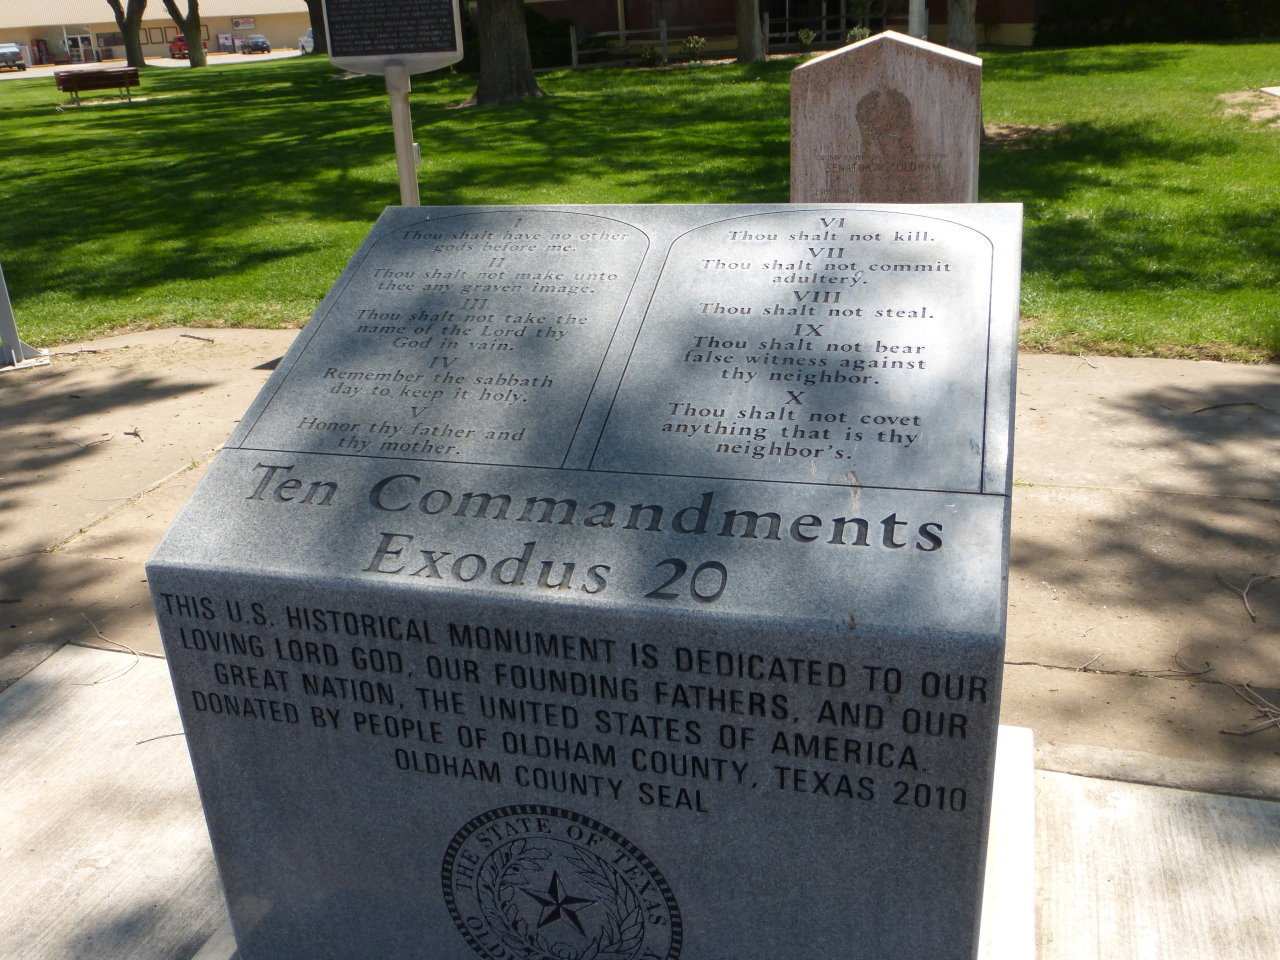 I
Thou shalt have no other
gods before me.
II
Thou shalt not make unto
thee any graven image.
III
Thou shalt not take the
name of the Lord thy
God in vain.
IV
Remember the sabbath
day to keep it holy.
V
Honor thy father and
thy mother.
VI
Thou shalt not kill.
VII
Thou shalt not commit
adultery.
VIII
Thou shalt not steal.
IX
Thou shalt not bear
false witness against
thy neighbor.
X
Thou shalt not covet
anything that is thy
neighbor's.
Ten Commandments
Exodus 20
THIS U.S. HISTORICAL MONUMENT IS DEDICATED TO OUR
LOVING LORD GOD, OUR FOUNDING FATHERS, AND OUR
GREAT NATION, THE UNITED STATES OF AMERICA.
DONATED BY PEOPLE OF OLDHAM COUNTY, TEXAS 2010
OLDHAM COUNTY SEAL
THE STATE OF TEXAS
SENATOR OLDHAM